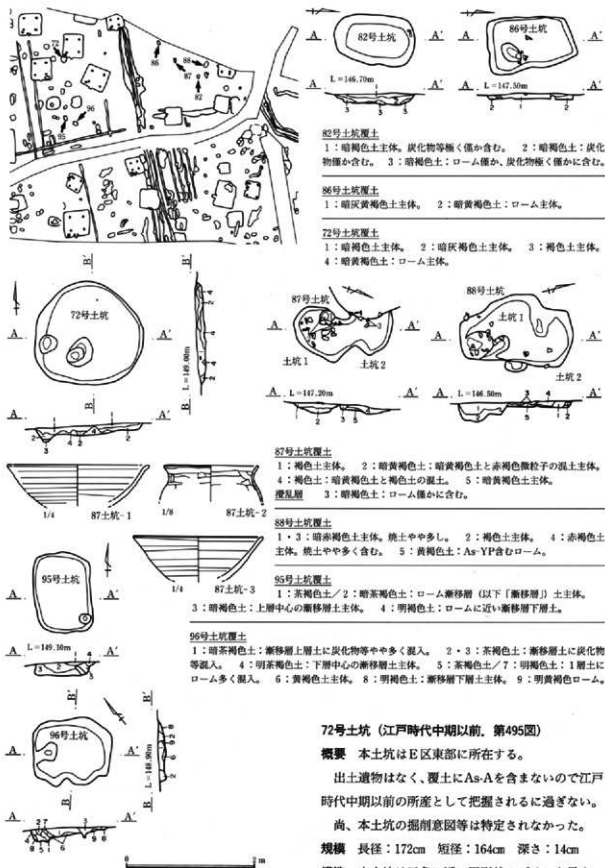 72
86
88
87
82
96
95
A
82号土坑
A'
L=146.70m
3
3
5
A
86号土坑
A'
L=147.50m
2
1
2
82号土坑覆土
1：暗褐色土主体。炭化物等極く僅か含む。 2：暗褐色土：炭化
物僅か含む。 3：暗褐色土：ローム僅か、炭化物極く僅かに含む。
86号土坑覆土
1：暗灰黄褐色土主体。 2：暗黄褐色土：ローム主体。
72号土坑覆土
1：暗褐色土主体。 2：暗灰褐色土主体。 3：褐色土主体。
4：暗黄褐色土：ローム主体。
B'
B'
72号土坑
A
A'
B
B
L=149.00m
A
A'
3
4 2
2
87号土坑
土坑1
土坑2
A
A'
L=147.20m
88号土坑
土坑1
土坑2
A
A'
L=146.50m
87号土坑覆土
1：褐色土主体。 2：暗黄褐色土：暗黄褐色土と赤褐色微粒子の混土主体。
4：褐色土：暗黄褐色土と褐色土の混土。 5：暗黄褐色土主体。
攪乱層 3：暗褐色土：ローム僅かに含む。
88号土坑覆土
1・3：暗赤褐色土主体。焼土やや多し。 2：褐色土主体。 4：赤褐色土
主体。焼土やや多く含む。 5：黄褐色土：As-YP含むローム。
1/4
87土坑-1
1/8
87土坑-2
1/4
87土坑-3
95号土坑
A
A'
L=149.50m
95号土坑覆土
1：茶褐色土／2：暗茶褐色土：ローム漸移層（以下「漸移層」）土主体。
3：暗褐色土：上層中心の漸移層土主体。 4：明褐色土：ロームに近い漸移層下層土。
96号土坑覆土
1：暗茶褐色土：漸移層上層土に炭化物等やや多く混入。 2・3：茶褐色土：漸移層土に炭化物
等混入。 4：明茶褐色土：下層中心の漸移層土主体。 5：茶褐色土／7：明褐色土：1層土に
ローム多く混入。 6：黄褐色土主体。 8：明褐色土：漸移層下層土主体。 9：明黄褐色ローム。
B'
B'
96号土坑
A
A'
B
B
L=148.90m
A
A'
0
2 m
72号土坑（江戸時代中期以前．第495図）
概要 本土坑はE区東部に所在する。
出土遺物はなく、覆土にAs-Aを含まないので江戸
時代中期以前の所産として把握されるに過ぎない。
尚、本土坑の掘削意図等は特定されなかった。
規模 長径：172cm 短径：164cm 深さ：14cm